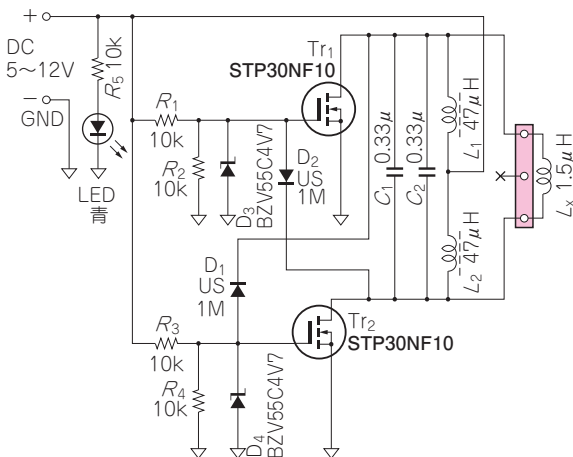 +
DC
5～12V
−
GND
R5 10k
LED
青
R1
10k
R2
10k
D3
BZV55C4V7
D2
US
1M
Tr1
STP30NF10
C1 0.33μ
C2 0.33μ
L1 47μH
L2 47μH
Lx 1.5μH
D1
US
1M
R3
10k
R4
10k
D4
BZV55C4V7
Tr2
STP30NF10